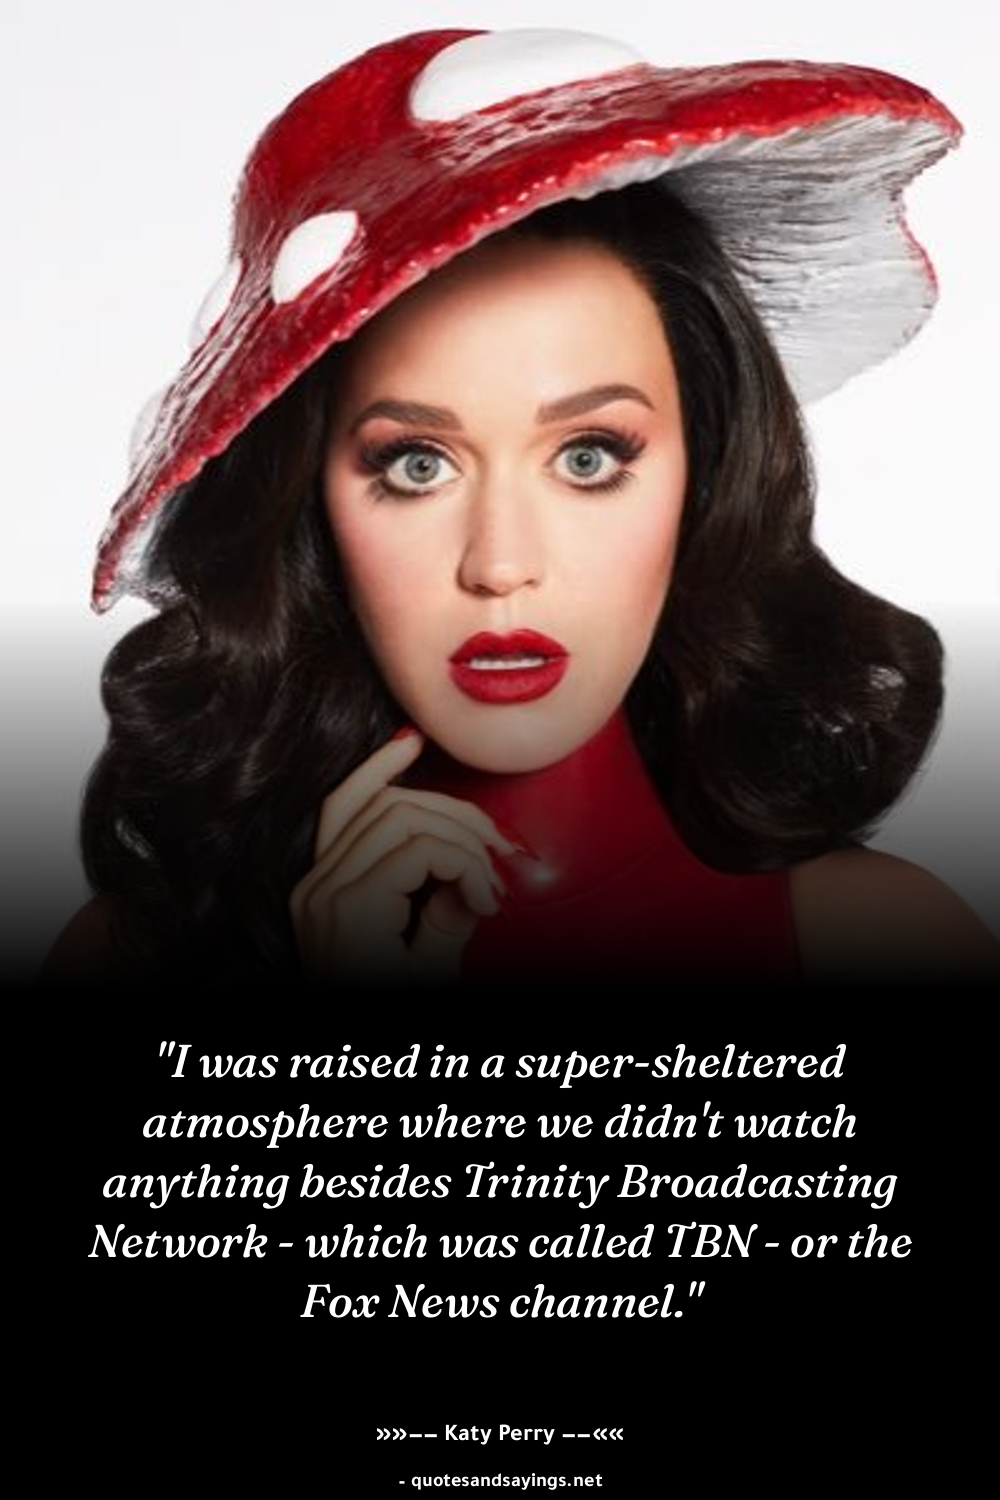 "I was raised in a super-sheltered
atmosphere where we didn't watch
anything besides Trinity Broadcasting
Network - which was called TBN - or the
Fox News channel."
»»—— Katy Perry ——««
- quotesandsayings.net